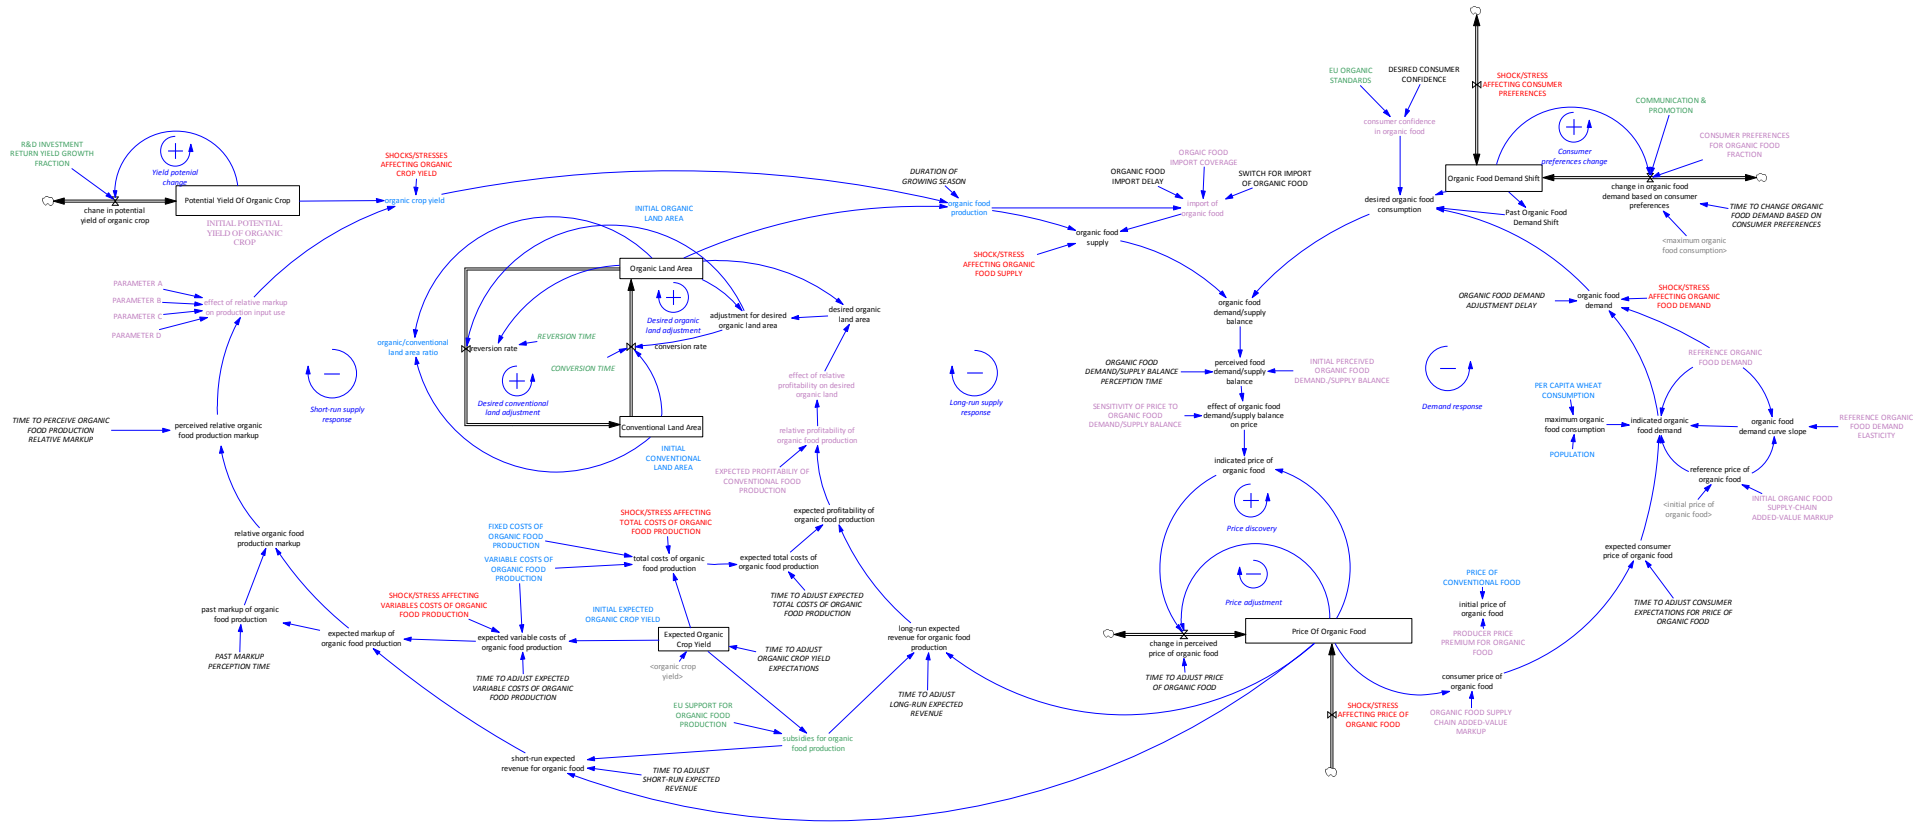 EU ORGANIC
STANDARDS
DESIRED CONSUMER
CONFIDENCE
SHOCK/STRESS
AFFECTING CONSUMER
PREFERENCES
COMMUNICATION &
PROMOTION
consumer confidence
in organic food
Consumer
preferences change
CONSUMER PREFERENCES
FOR ORGANIC FOOD
FRACTION
R&D INVESTMENT
RETURN YIELD GROWTH
FRACTION
Yield potenial
change
SHOCKS/STRESSES
AFFECTING ORGANIC
CROP YIELD
DURATION OF
GROWING SEASON
ORGANIC FOOD
IMPORT DELAY
ORGAIC FOOD
IMPORT COVERAGE
SWITCH FOR IMPORT
OF ORGANIC FOOD
Organic Food Demand Shift
change in organic food
demand based on consumer
preferences
chane in potential
yield of organic crop
Potential Yield Of Organic Crop
INITIAL POTENTIAL
YIELD OF ORGANIC
CROP
organic crop yield
INITIAL ORGANIC
LAND AREA
organic food
production
import of
organic food
desired organic food
consumption
Past Organic Food
Demand Shift
TIME TO CHANGE ORGANIC
FOOD DEMAND BASED ON
CONSUMER PREFERENCES
<maximum organic
food consumption>
organic food
supply
SHOCK/STRESS
AFFECTING ORGANIC
FOOD SUPPLY
Organic Land Area
Desired organic
land adjustment
adjustment for desired
organic land area
desired organic
land area
PARAMETER A
PARAMETER B
PARAMETER C
PARAMETER D
effect of relative markup
on production input use
organic/conventional
land area ratio
reversion rate
REVERSION TIME
conversion rate
CONVERSION TIME
Desired conventional
land adjustment
Conventional Land Area
INITIAL
CONVENTIONAL
LAND AREA
organic food
demand/supply
balance
ORGANIC FOOD DEMAND
ADJUSTMENT DELAY
organic food
demand
SHOCK/STRESS
AFFECTING ORGANIC
FOOD DEMAND
Short-run supply
response
Long-run supply
response
Demand response
ORGANIC FOOD
DEMAND/SUPPLY BALANCE
PERCEPTION TIME
perceived food
demand/supply
balance
INITIAL PERCEIVED
ORGANIC FOOD
DEMAND./SUPPLY BALANCE
REFERENCE ORGANIC
FOOD DEMAND
effect of relative
profitability on desired
organic land
SENSITIVITY OF PRICE TO
ORGANIC FOOD
DEMAND/SUPPLY BALANCE
effect of organic food
demand/supply balance
on price
PER CAPITA WHEAT
CONSUMPTION
maximum organic
food consumption
POPULATION
indicated organic
food demand
organic food
demand curve slope
REFERENCE ORGANIC
FOOD DEMAND
ELASTICITY
TIME TO PERCEIVE ORGANIC
FOOD PRODUCTION
RELATIVE MARKUP
perceived relative organic
food production markup
relative profitability of
organic food production
EXPECTED PROFITABILIY OF
CONVENTIONAL FOOD
PRODUCTION
indicated price of
organic food
reference price of
organic food
<initial price of
organic food>
INITIAL ORGANIC FOOD
SUPPLY-CHAIN
ADDED-VALUE MARKUP
Price discovery
relative organic food
production markup
FIXED COSTS OF
ORGANIC FOOD
PRODUCTION
SHOCK/STRESS AFFECTING
TOTAL COSTS OF ORGANIC
FOOD PRODUCTION
expected profitability of
organic food production
VARIABLE COSTS OF
ORGANIC FOOD
PRODUCTION
total costs of organic
food production
expected total costs of
organic food production
expected consumer
price of organic food
Price adjustment
PRICE OF
CONVENTIONAL FOOD
initial price of
organic food
PRODUCER PRICE
PREMIUM FOR ORGANIC
FOOD
TIME TO ADJUST CONSUMER
EXPECTATIONS FOR PRICE OF
ORGANIC FOOD
past markup of organic
food production
SHOCK/STRESS AFFECTING
VARIABLES COSTS OF ORGANIC
FOOD PRODUCTION
INITIAL EXPECTED
ORGANIC CROP YIELD
TIME TO ADJUST EXPECTED
TOTAL COSTS OF ORGANIC
FOOD PRODUCTION
PAST MARKUP
PERCEPTION TIME
expected markup of
organic food production
expected variable costs of
organic food production
Expected Organic
Crop Yield
<organic crop
yield>
TIME TO ADJUST
ORGANIC CROP YIELD
EXPECTATIONS
long-run expected
revenue for organic food
production
change in perceived
price of organic food
TIME TO ADJUST PRICE
OF ORGANIC FOOD
Price Of Organic Food
TIME TO ADJUST EXPECTED
VARIABLE COSTS OF ORGANIC
FOOD PRODUCTION
TIME TO ADJUST
LONG-RUN EXPECTED
REVENUE
consumer price of
organic food
ORGANIC FOOD SUPPLY
CHAIN ADDED-VALUE
MARKUP
SHOCK/STRESS
AFFECTING PRICE OF
ORGANIC FOOD
EU SUPPORT FOR
ORGANIC FOOD
PRODUCTION
subsidies for organic
food production
short-run expected
revenue for organic food
TIME TO ADJUST
SHORT-RUN EXPECTED
REVENUE